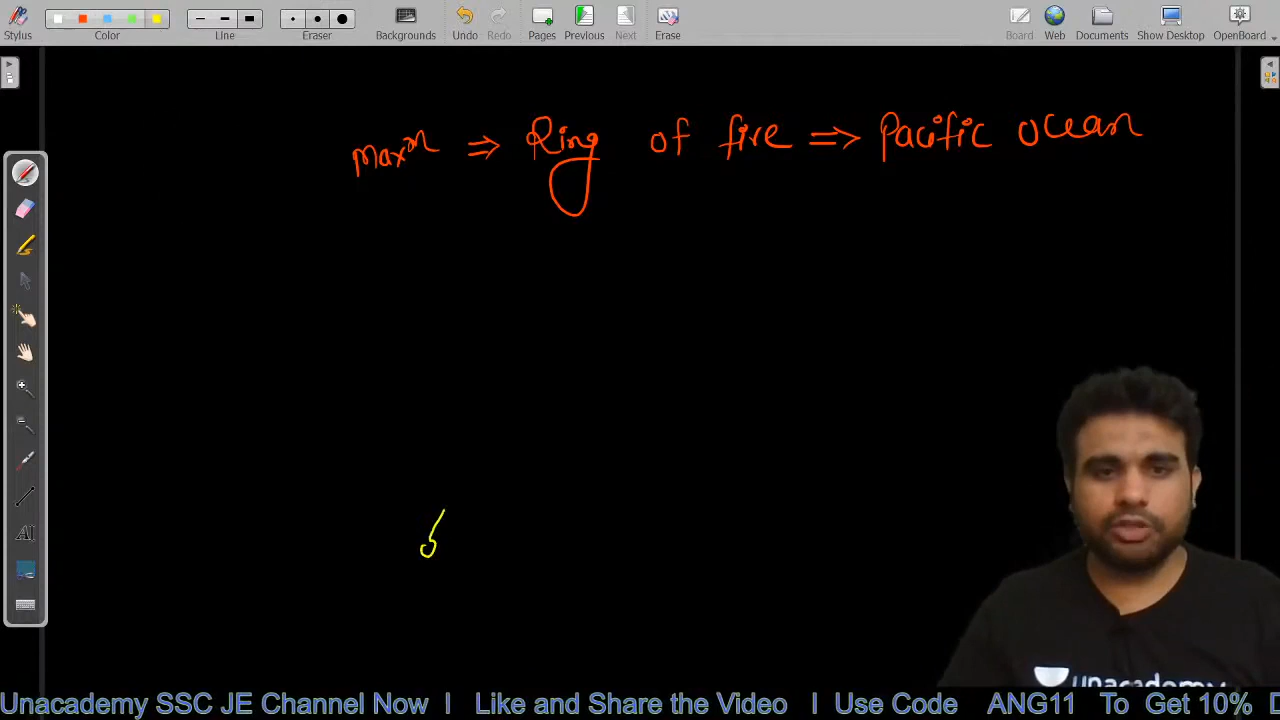 Stylus
Color
Line
Eraser
Backgrounds
Undo
Redo
Pages
Previous
Next
Erase
Board
Web
Documents
Show Desktop
OpenBoard
maxm ⇒ Ring of fire ⇒ Pacific Ocean
AI
unacademy
Unacademy SSC JE Channel Now I Like and Share the Video I Use Code ANG11 To Get 10%